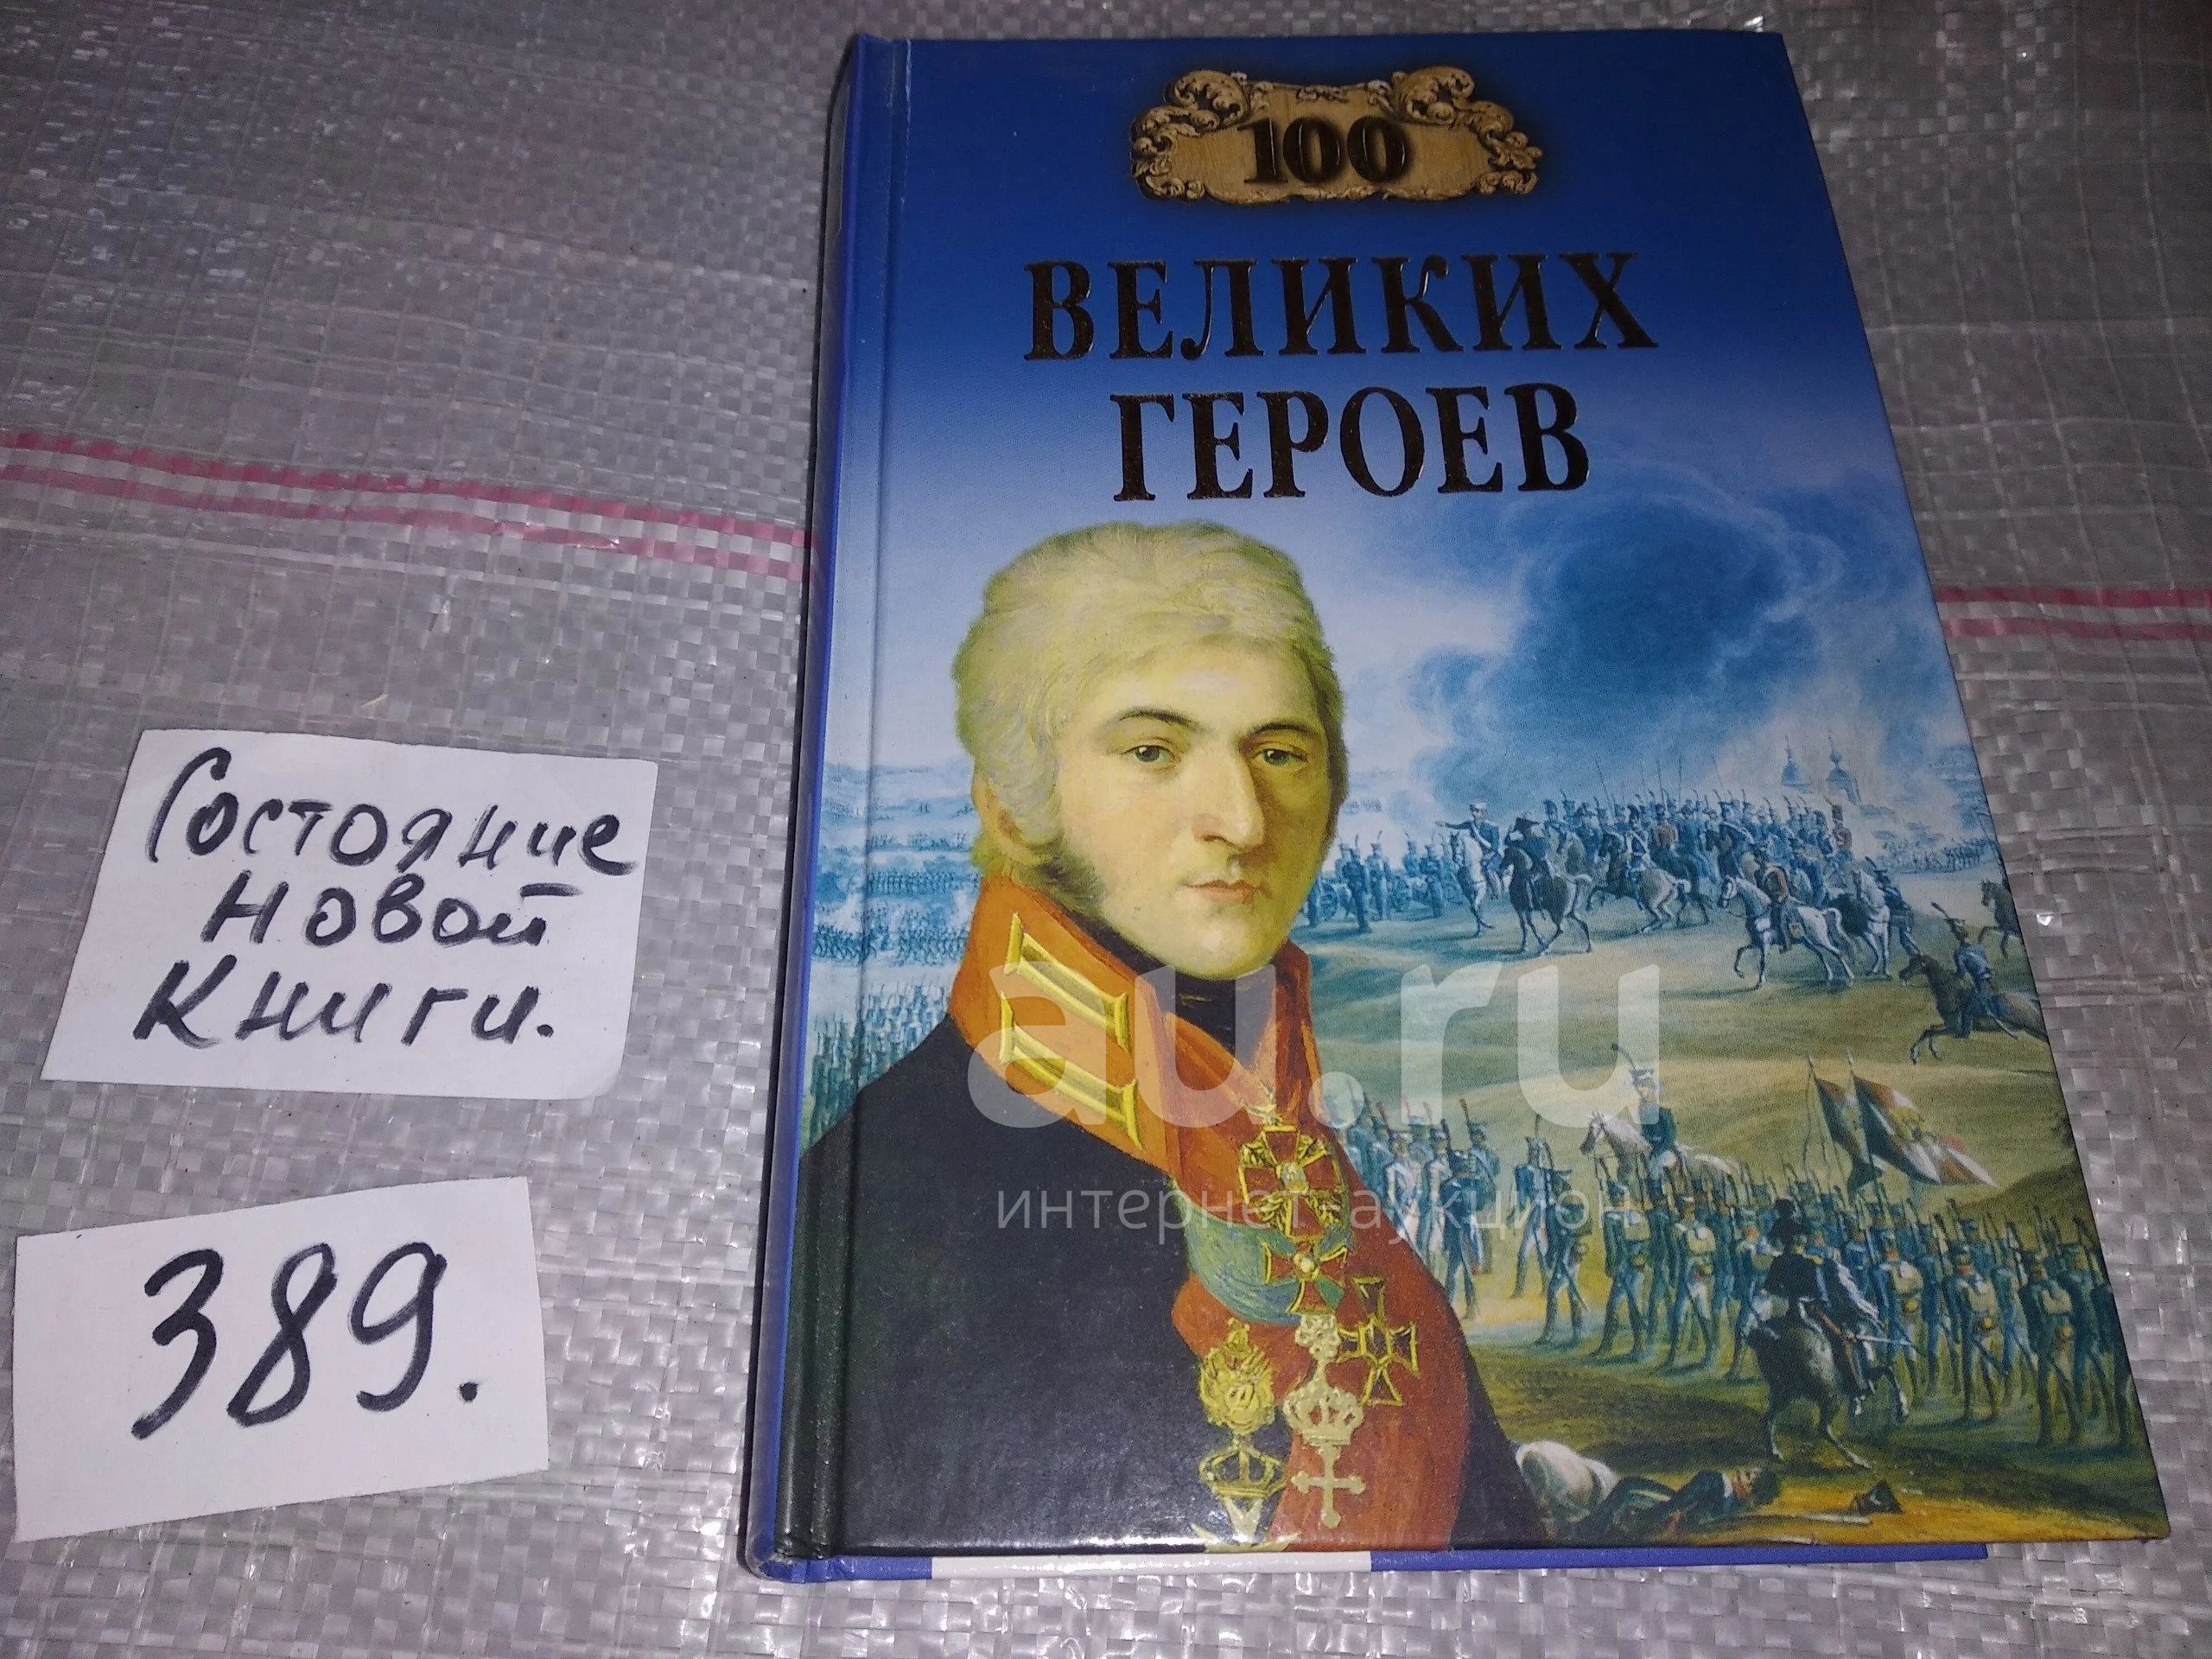 100
ВЕЛИКИХ
ГЕРОЕВ
Состояние
новой
книги.
389.
au.ru
интернет-аукцион